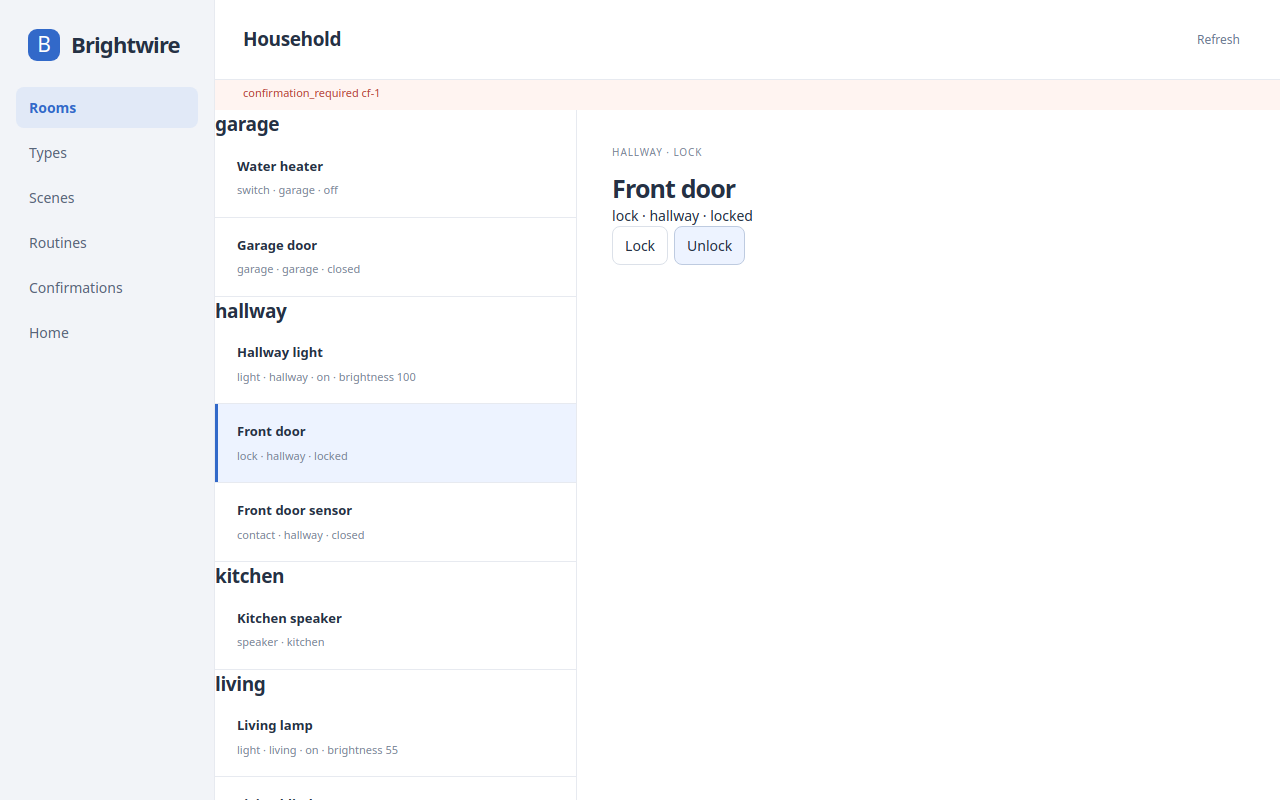 B Brightwire
Rooms
Types
Scenes
Routines
Confirmations
Home
Household
Refresh
confirmation_required cf-1
garage
Water heater
switch · garage · off
Garage door
garage · garage · closed
hallway
Hallway light
light · hallway · on · brightness 100
Front door
lock · hallway · locked
Front door sensor
contact · hallway · closed
kitchen
Kitchen speaker
speaker · kitchen
living
Living lamp
light · living · on · brightness 55
HALLWAY · LOCK
Front door
lock · hallway · locked
Lock Unlock